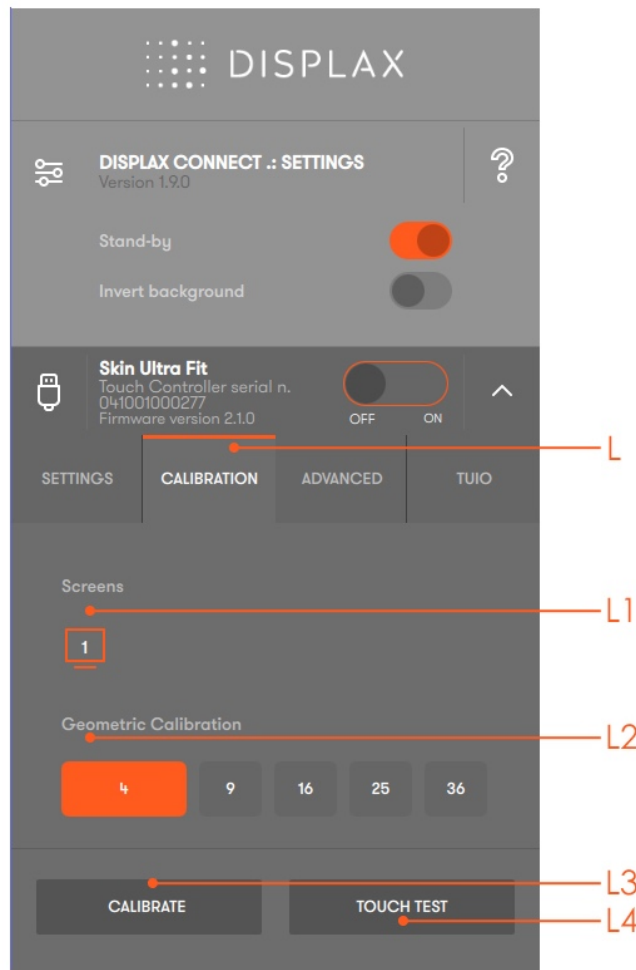 DISPLAX
DISPLAX CONNECT .: SETTINGS
Version 1.9.0
Stand-by
Invert background
Skin Ultra Fit
Touch Controller serial n.
041001000277
Firmware version 2.1.0
OFF ON
L
SETTINGS CALIBRATION ADVANCED TUIO
Screens
L1
1
Geometric Calibration
L2
4 9 16 25 36
L3
CALIBRATE TOUCH TEST
L4